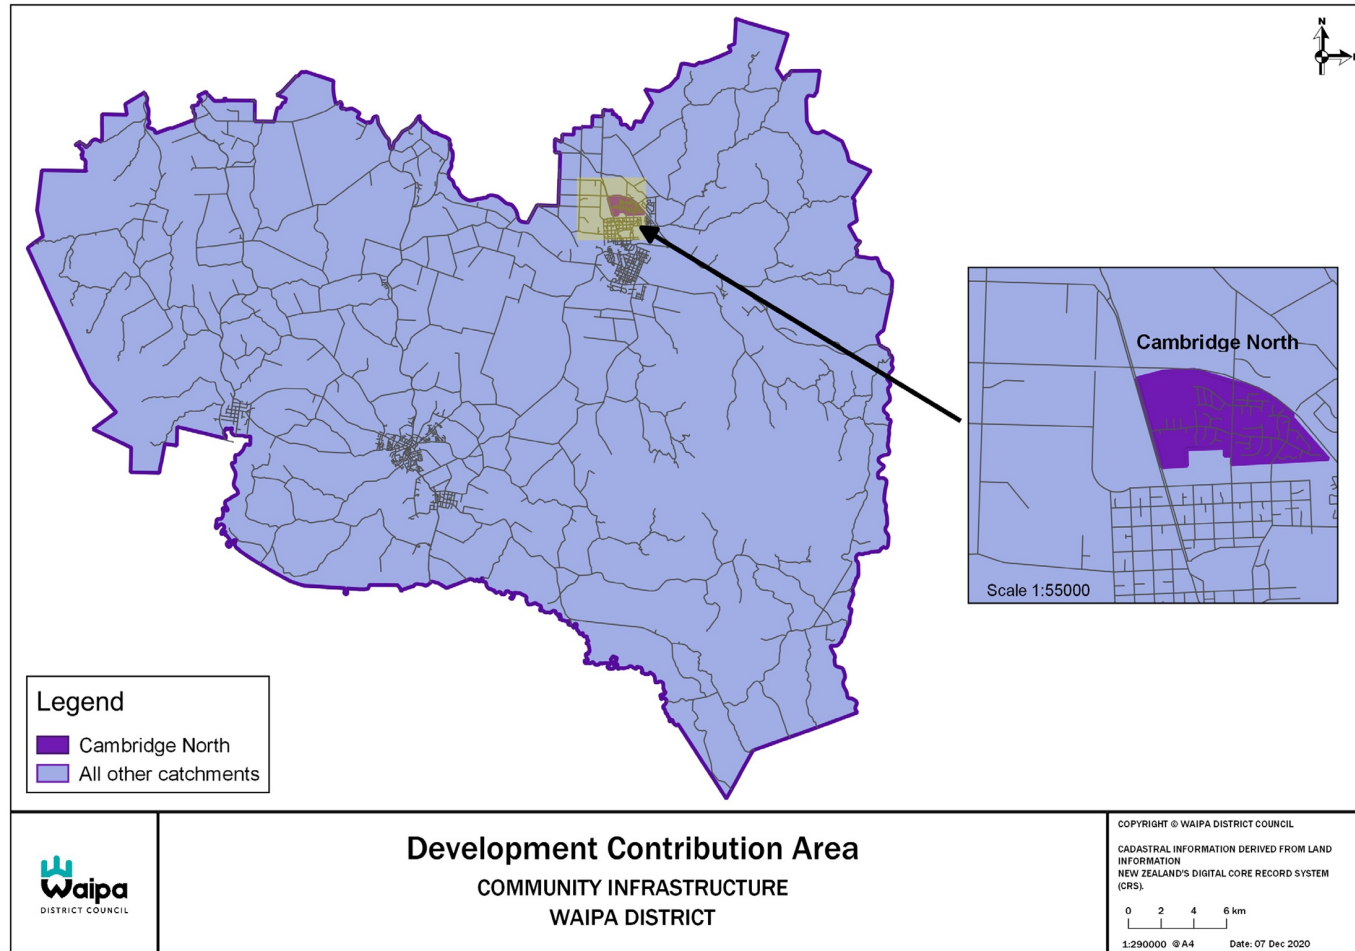 N
Cambridge North
Scale 1:55000
Legend
Cambridge North
All other catchments
Waipa
DISTRICT COUNCIL
Development Contribution Area
COMMUNITY INFRASTRUCTURE
WAIPA DISTRICT
COPYRIGHT © WAIPA DISTRICT COUNCIL
CADASTRAL INFORMATION DERIVED FROM LAND
INFORMATION
NEW ZEALAND'S DIGITAL CORE RECORD SYSTEM
(CRS).
0 2 4 6 km
1:290000 @ A4 Date: 07 Dec 2020